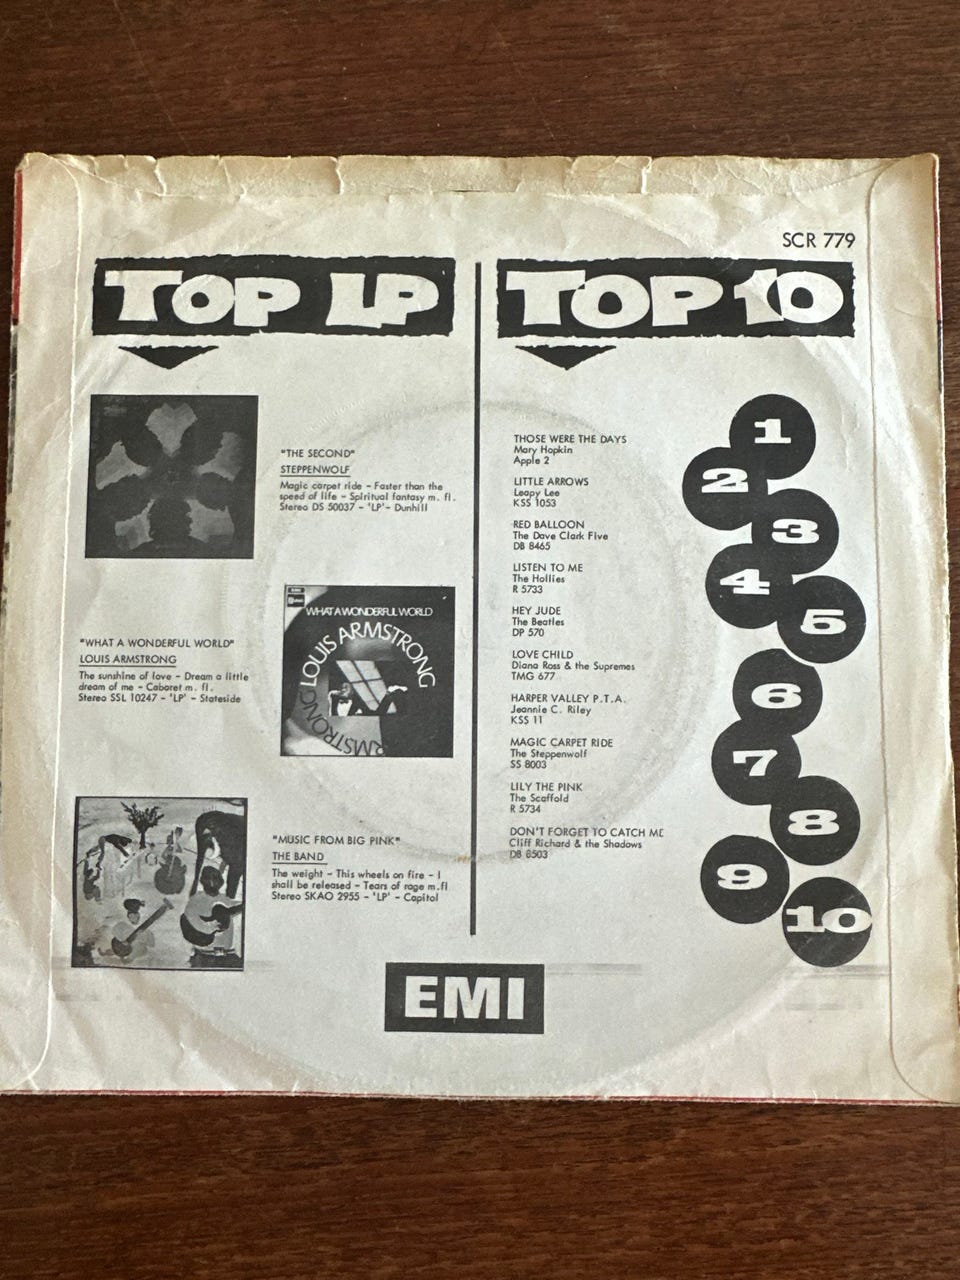 SCR 779
TOP LP
"THE SECOND"
STEPPENWOLF
Magic carpet ride - Faster than the
speed of life - Spiritual fantasy m. fl.
Stereo DS 50037 - 'LP'- Dunhill
WHAT A WONDERFUL WORLD
LOUIS ARMSTRONG
ARMSTRONG
"WHAT A WONDERFUL WORLD"
LOUIS ARMSTRONG
The sunshine of love - Dream a little
dream of me - Cabaret m. fl.
Stereo SSL 10247 - 'LP' - Stateside
"MUSIC FROM BIG PINK"
THE BAND
The weight - This wheels on fire - I
shall be released - Tears of rage m.fl
Stereo SKAO 2955 - 'LP' - Capitol
TOP 10
THOSE WERE THE DAYS
Mary Hopkin
Apple 2
LITTLE ARROWS
Leapy Lee
KSS 1053
RED BALLOON
The Dave Clark Five
DB 8465
LISTEN TO ME
The Hollies
R 5733
HEY JUDE
The Beatles
DP 570
LOVE CHILD
Diana Ross & the Supremes
TMG 677
HARPER VALLEY P.T.A.
Jeannie C. Riley
KSS 11
MAGIC CARPET RIDE
The Steppenwolf
SS 8003
LILY THE PINK
The Scaffold
R 5734
DON'T FORGET TO CATCH ME
Cliff Richard & the Shadows
DB 8503
1
2
3
4
5
6
7
8
9
10
EMI